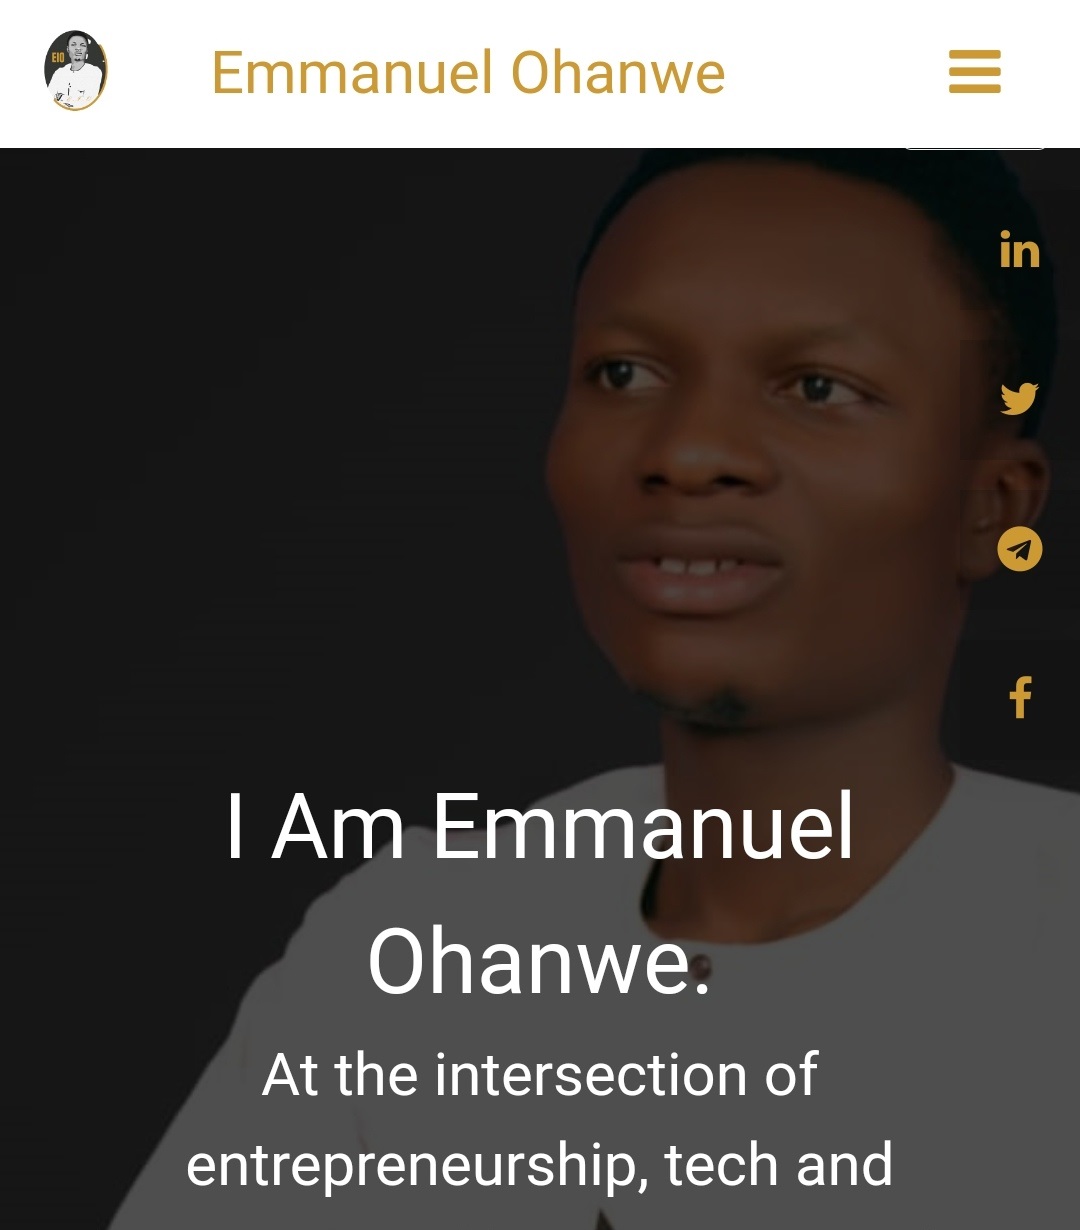 EIO
Emmanuel Ohanwe
in
f
I Am Emmanuel
Ohanwe.
At the intersection of
entrepreneurship, tech and